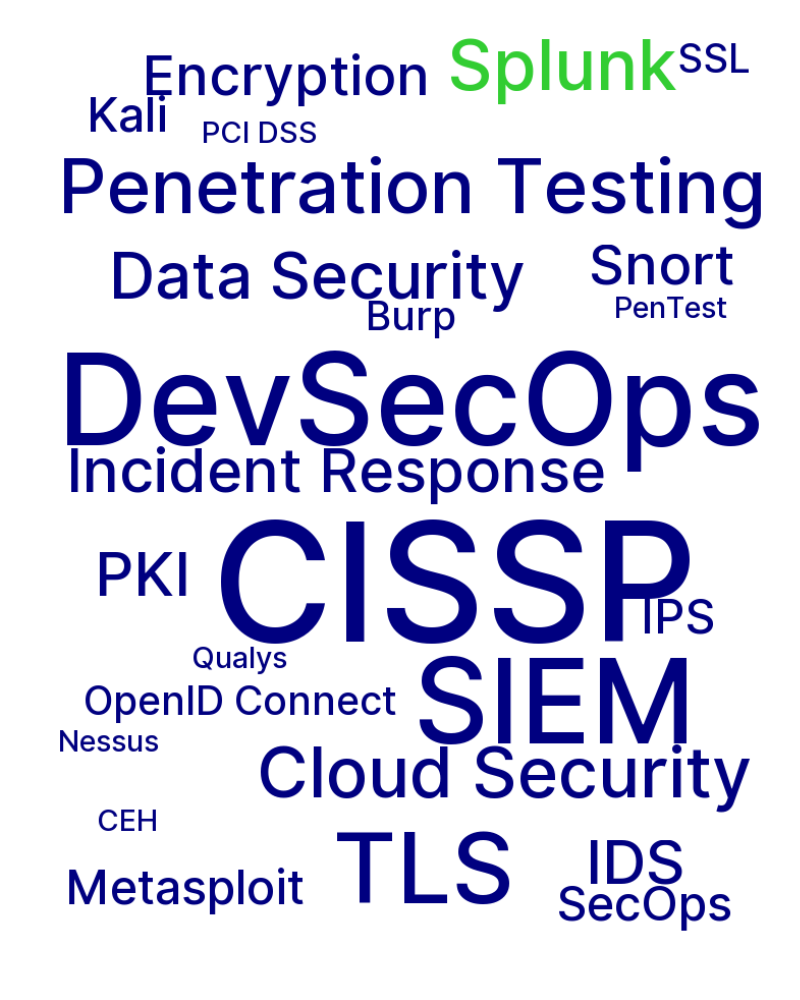 Encryption Splunk SSL
Kali PCI DSS
Penetration Testing
Data Security Snort
Burp PenTest
DevSecOps
Incident Response
CISSP
PKI IPS
Qualys
SIEM
OpenID Connect
Nessus
Cloud Security
CEH
TLS IDS
Metasploit SecOps